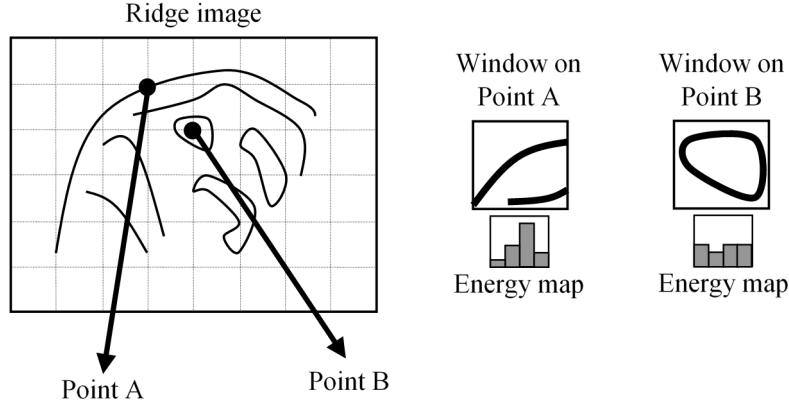 Ridge image
Window on
Point A
Window on
Point B
Energy map
Energy map
Point A
Point B